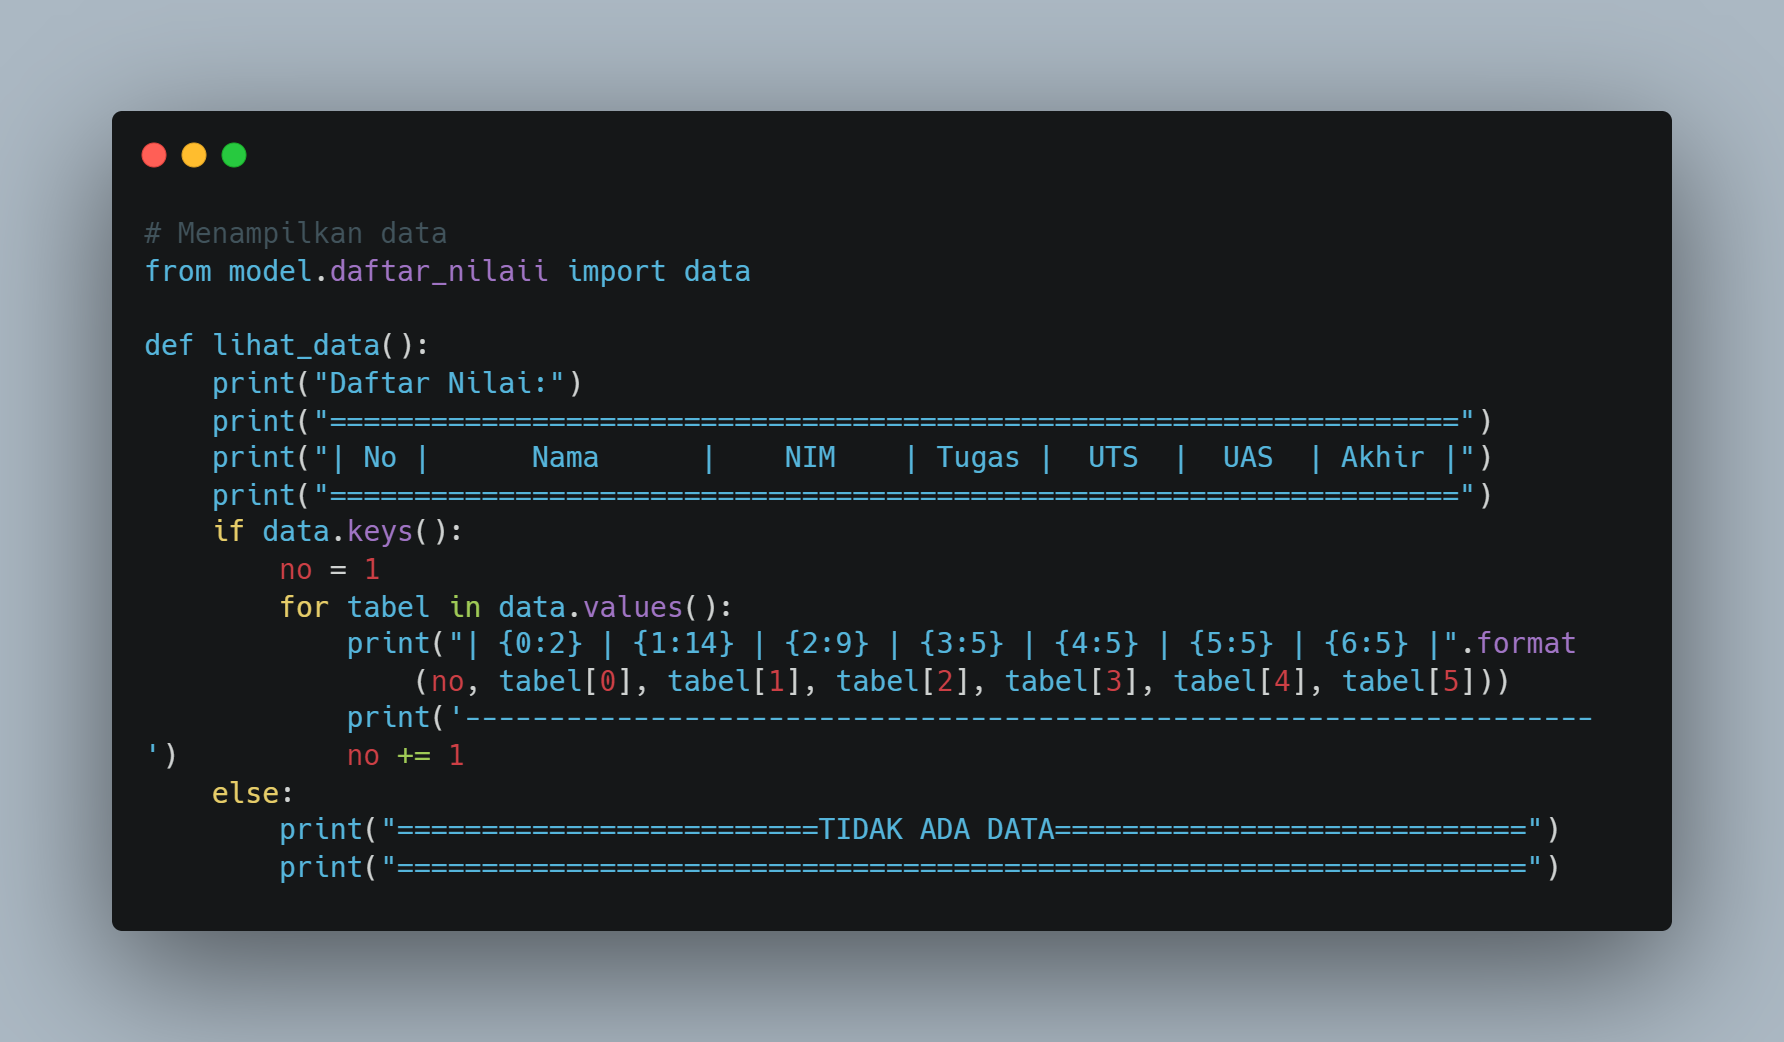 # Menampilkan data
from model.daftar_nilaii import data

def lihat_data():
    print("Daftar Nilai:")
    print("===================================================================")
    print("| No |      Nama      |    NIM    | Tugas |  UTS  |  UAS  | Akhir |")
    print("===================================================================")
    if data.keys():
        no = 1
        for tabel in data.values():
            print("| {0:2} | {1:14} | {2:9} | {3:5} | {4:5} | {5:5} | {6:5} |".format
                (no, tabel[0], tabel[1], tabel[2], tabel[3], tabel[4], tabel[5]))
            print('-------------------------------------------------------------------
')          no += 1
    else:
        print("=========================TIDAK ADA DATA============================")
        print("===================================================================")